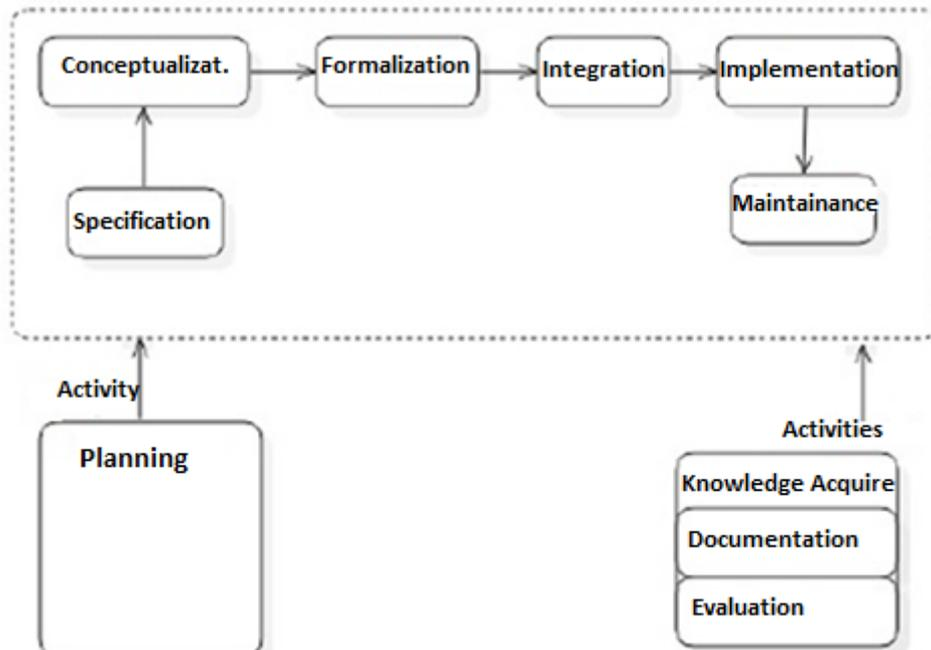 Conceptualizat.
Formalization
Integration
Implementation
Specification
Maintainance
Activity
Planning
Activities
Knowledge Acquire
Documentation
Evaluation